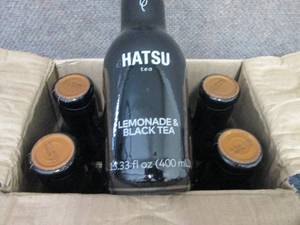 HATSU
tea
LEMONADE &
BLACK TEA
13.33 fl oz (400 mL)